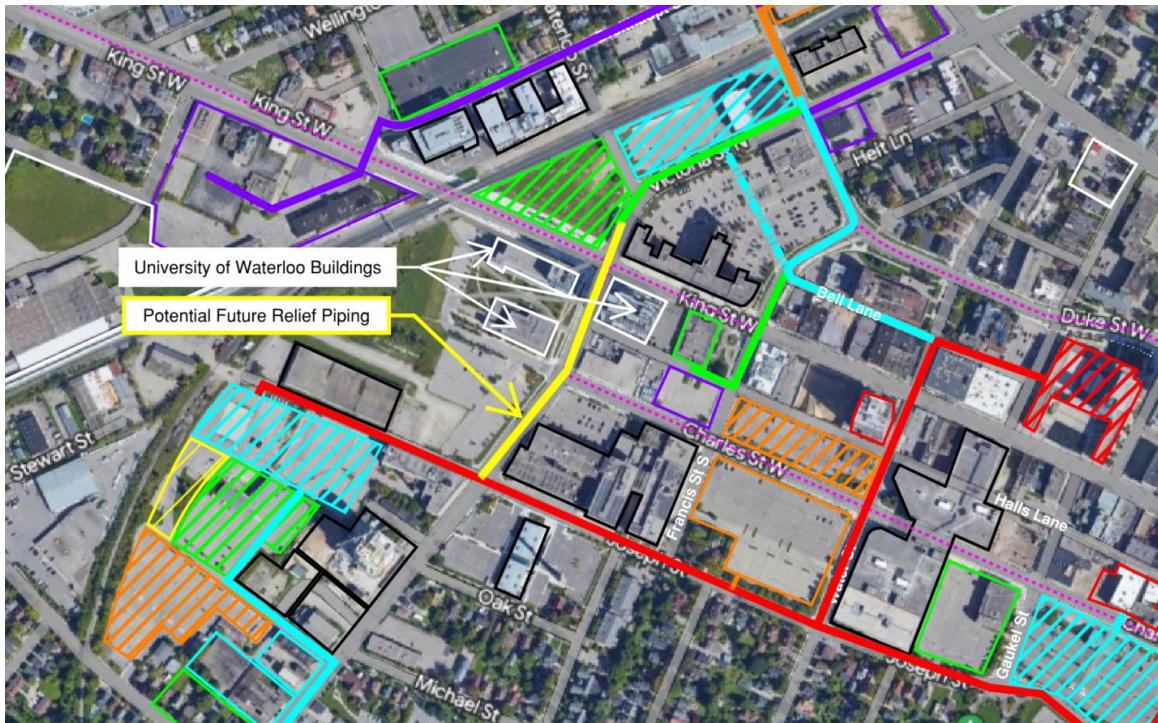 Wellington
King St W
King St W
Heit Ln
Victoria St N
University of Waterloo Buildings
Potential Future Relief Piping
King St W
Bell Lane
Duke St W
Stewart St
Charles St W
Francis St S
Halls Lane
Joseph St
Oak St
Gaukel St
Joseph St
Michael St